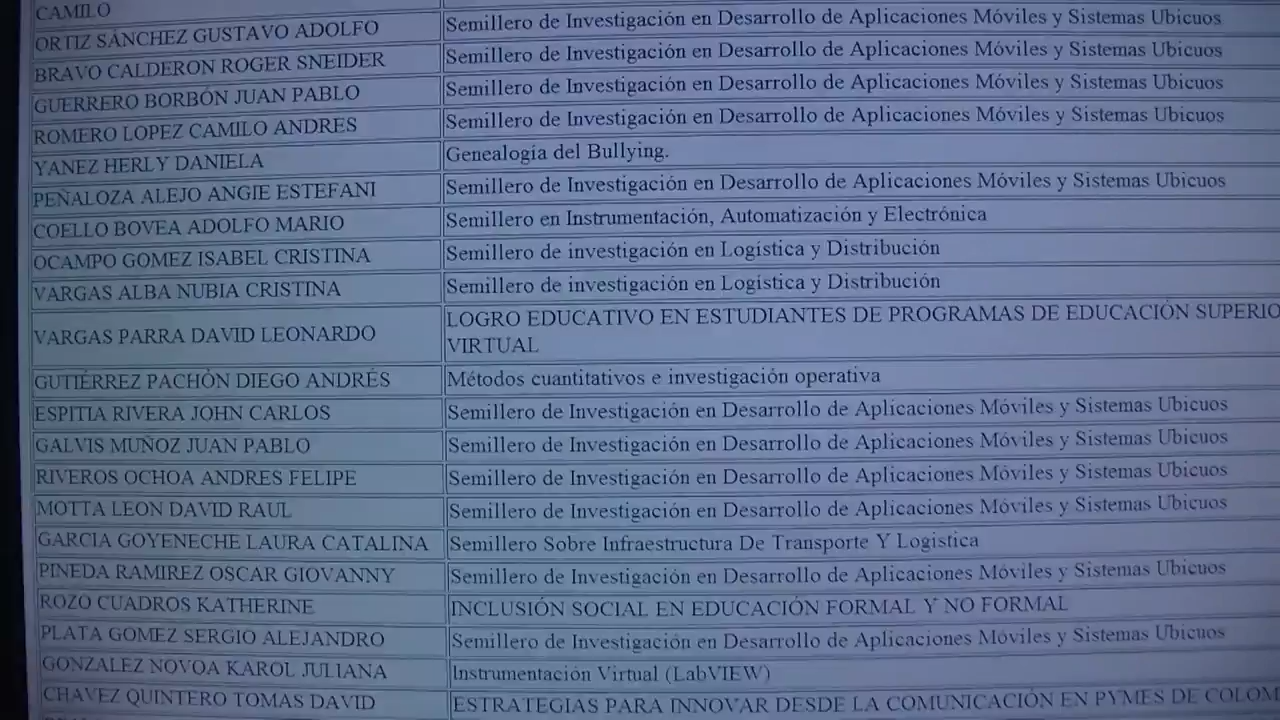 CAMILO
ORTIZ SÁNCHEZ GUSTAVO ADOLFO Semillero de Investigación en Desarrollo de Aplicaciones Móviles y Sistemas Ubicuos
BRAVO CALDERON ROGER SNEIDER Semillero de Investigación en Desarrollo de Aplicaciones Móviles y Sistemas Ubicuos
GUERRERO BORBÓN JUAN PABLO Semillero de Investigación en Desarrollo de Aplicaciones Móviles y Sistemas Ubicuos
ROMERO LOPEZ CAMILO ANDRES Semillero de Investigación en Desarrollo de Aplicaciones Móviles y Sistemas Ubicuos
YANEZ HERLY DANIELA Genealogía del Bullying.
PEÑALOZA ALEJO ANGIE ESTEFANI Semillero de Investigación en Desarrollo de Aplicaciones Móviles y Sistemas Ubicuos
COELLO BOVEA ADOLFO MARIO Semillero en Instrumentación, Automatización y Electrónica
OCAMPO GOMEZ ISABEL CRISTINA Semillero de investigación en Logística y Distribución
VARGAS ALBA NUBIA CRISTINA Semillero de investigación en Logística y Distribución
VARGAS PARRA DAVID LEONARDO LOGRO EDUCATIVO EN ESTUDIANTES DE PROGRAMAS DE EDUCACIÓN SUPERIO
VIRTUAL
GUTIÉRREZ PACHÓN DIEGO ANDRÉS Métodos cuantitativos e investigación operativa
ESPITIA RIVERA JOHN CARLOS Semillero de Investigación en Desarrollo de Aplicaciones Móviles y Sistemas Ubicuos
GALVIS MUÑOZ JUAN PABLO Semillero de Investigación en Desarrollo de Aplicaciones Móviles y Sistemas Ubicuos
RIVEROS OCHOA ANDRES FELIPE Semillero de Investigación en Desarrollo de Aplicaciones Móviles y Sistemas Ubicuos
MOTTA LEON DAVID RAUL Semillero de Investigación en Desarrollo de Aplicaciones Móviles y Sistemas Ubicuos
GARCIA GOYENECHE LAURA CATALINA Semillero Sobre Infraestructura De Transporte Y Logistica
PINEDA RAMIREZ OSCAR GIOVANNY Semillero de Investigación en Desarrollo de Aplicaciones Móviles y Sistemas Ubicuos
ROZO CUADROS KATHERINE INCLUSIÓN SOCIAL EN EDUCACIÓN FORMAL Y NO FORMAL
PLATA GOMEZ SERGIO ALEJANDRO Semillero de Investigación en Desarrollo de Aplicaciones Móviles y Sistemas Ubicuos
GONZALEZ NOVOA KAROL JULIANA Instrumentación Virtual (LabVIEW)
CHAVEZ QUINTERO TOMAS DAVID ESTRATEGIAS PARA INNOVAR DESDE LA COMUNICACIÓN EN PYMES DE COLOM